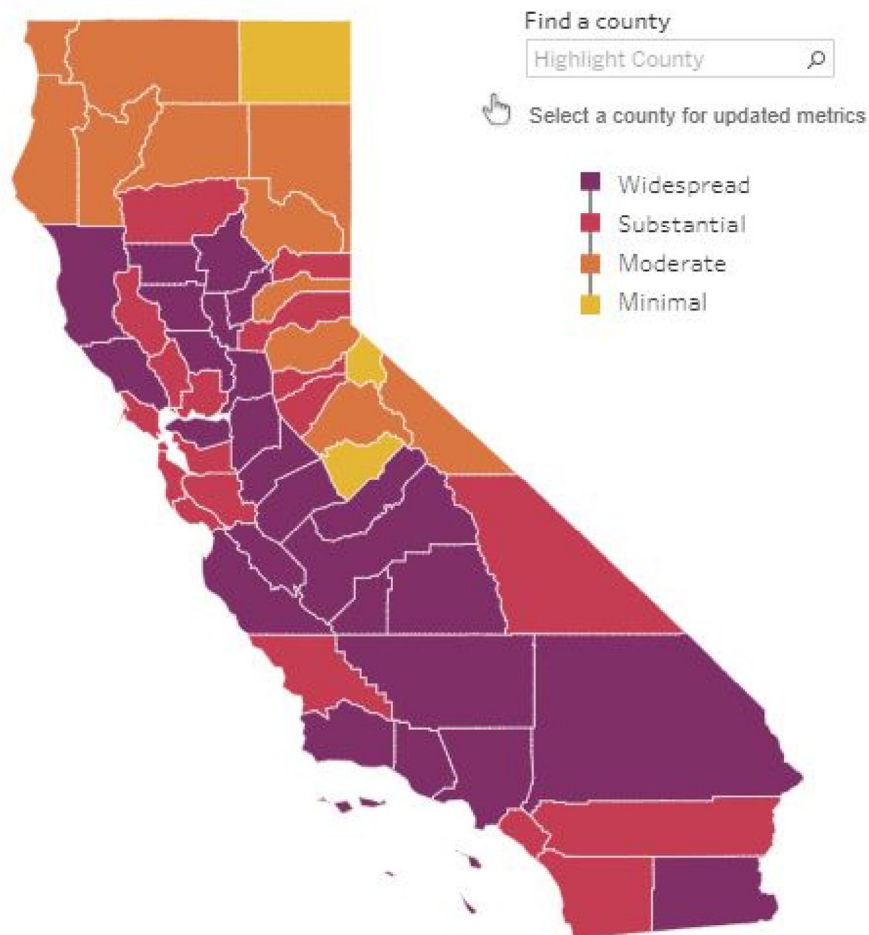 Find a county
Highlight County
Select a county for updated metrics
Widespread
Substantial
Moderate
Minimal